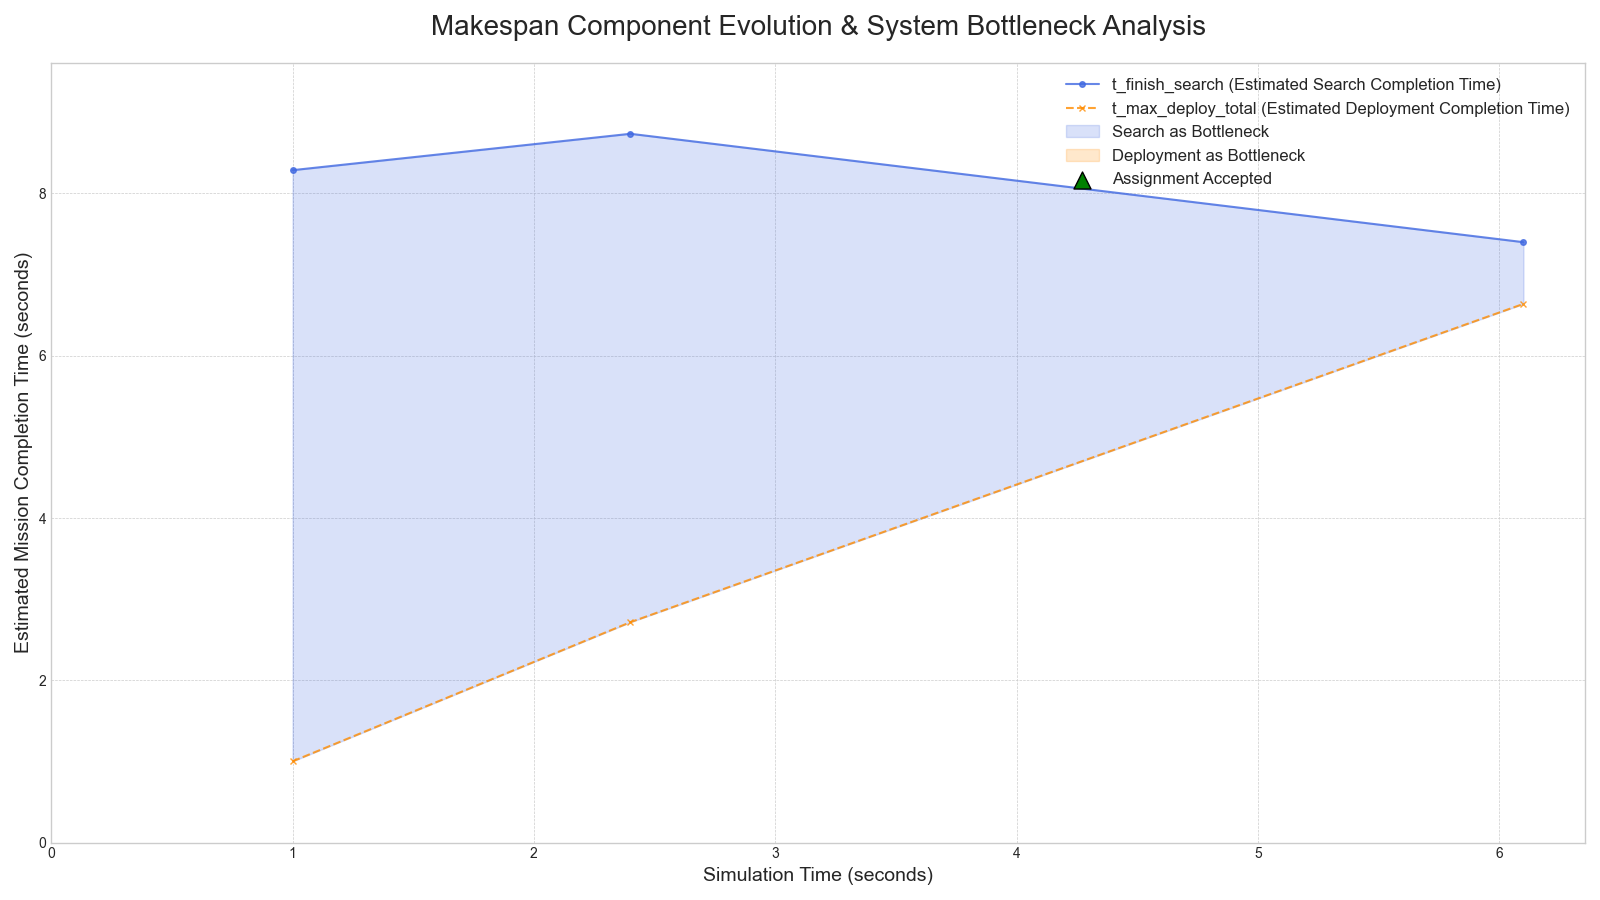 Makespan Component Evolution & System Bottleneck Analysis
t_finish_search (Estimated Search Completion Time)
t_max_deploy_total (Estimated Deployment Completion Time)
Search as Bottleneck
Deployment as Bottleneck
Assignment Accepted
Estimated Mission Completion Time (seconds)
8
6
4
2
0
0 1 2 3 4 5 6
Simulation Time (seconds)